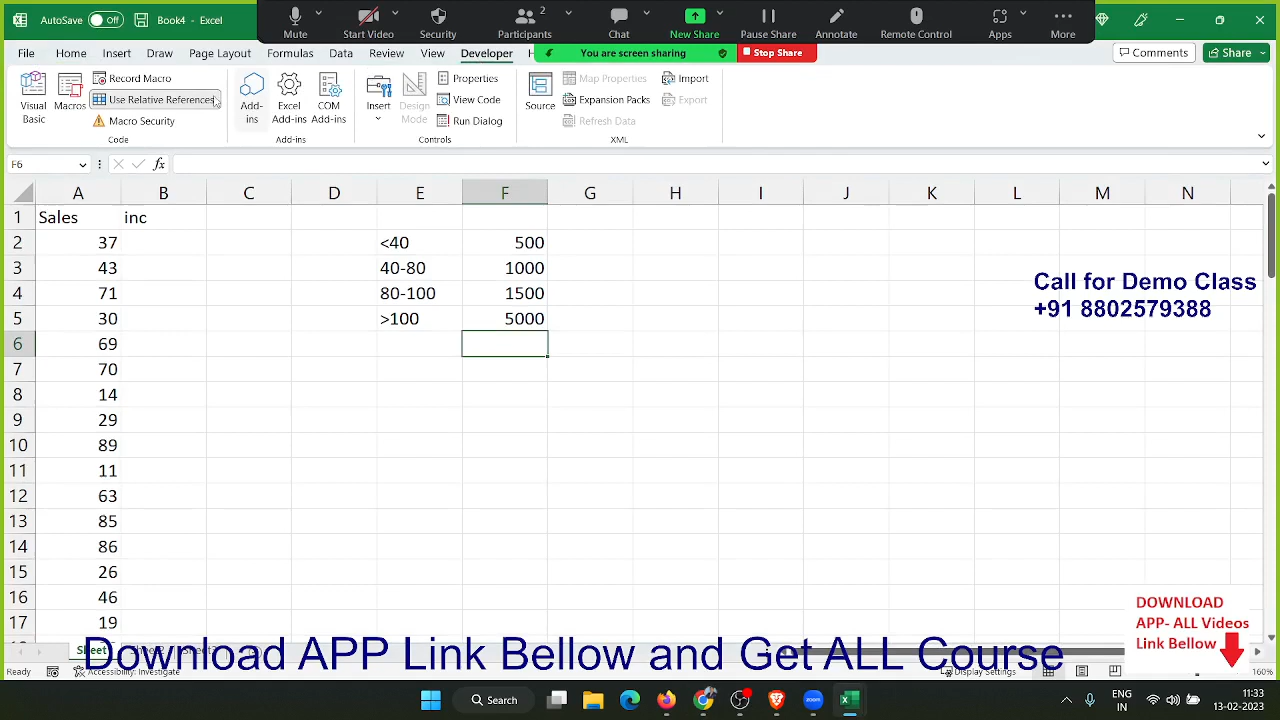 AutoSave Off Book4 - Excel
Mute Start Video Security Participants 2 Chat New Share Pause Share Annotate Remote Control Apps More
You are screen sharing Stop Share
File Home Insert Draw Page Layout Formulas Data Developer Comments Share
Visual Basic Macros Record Macro Use Relative References Macro Security
Add-ins Excel Add-ins COM Add-ins
Insert Design Mode Properties View Code Run Dialog
Source Map Properties Expansion Packs Refresh Data Import Export
Code Add-ins Controls XML
F6 fx
A B C D E F G H I J K L M N
1 Sales inc
2 37 <40 500
3 43 40-80 1000
4 71 80-100 1500
5 30 >100 5000
6 69
7 70
8 14
9 29
10 89
11 11
12 63
13 85
14 86
15 26
16 46
17 19
Call for Demo Class
+91 8802579388
DOWNLOAD
APP- ALL Videos
Link Bellow
Download APP Link Bellow and Get ALL Course
Ready Accessibility: Investigate Display Settings 160%
Search
ENG
IN
11:33
13-02-2023